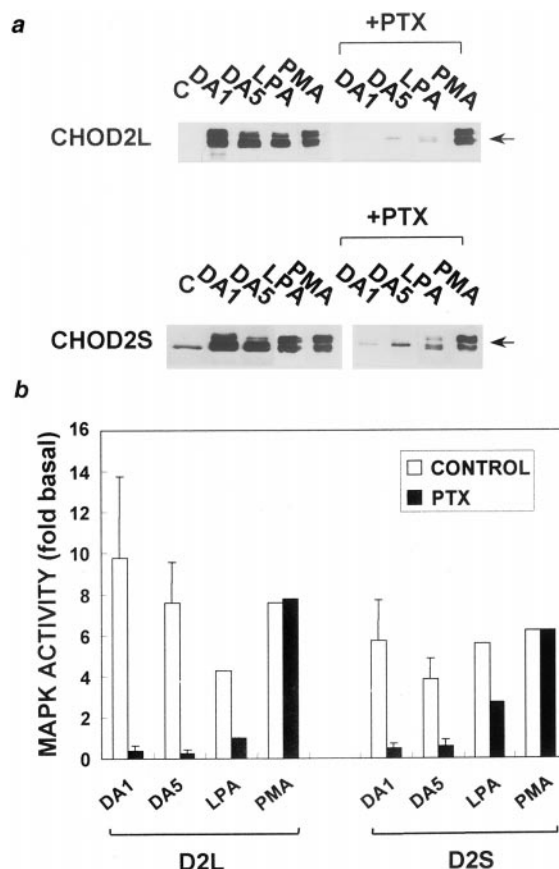 a
+PTX
C DA1 DA5 LPA PMA DA1 DA5 LPA PMA
CHOD2L
+PTX
C DA1 DA5 LPA PMA DA1 DA5 LPA PMA
CHOD2S
b
MAPK ACTIVITY (fold basal)
16
14
12
10
8
6
4
2
0
CONTROL
PTX
DA1 DA5 LPA PMA DA1 DA5 LPA PMA
D2L D2S